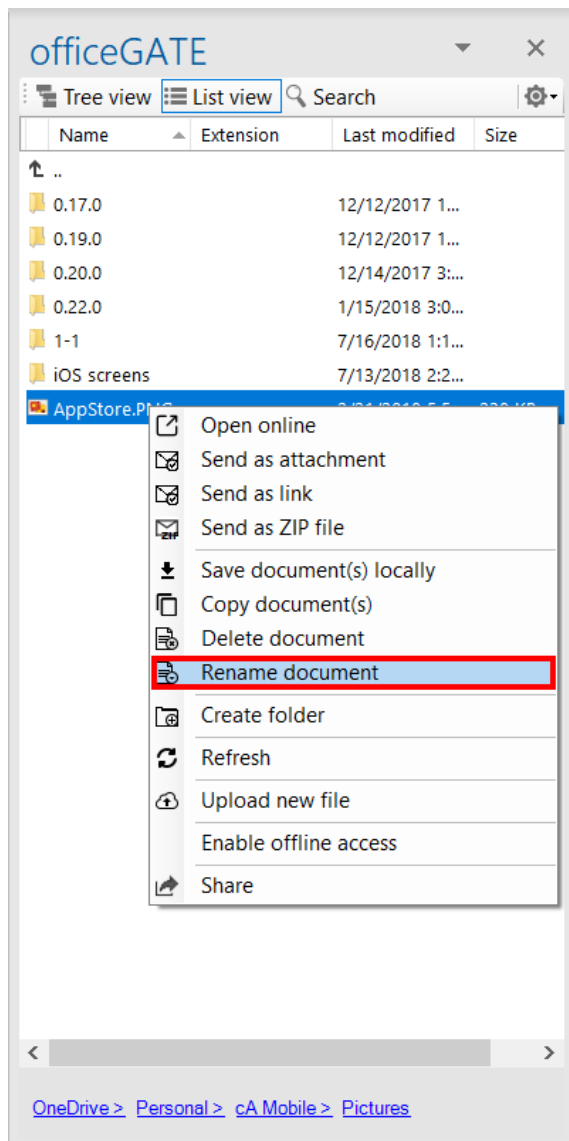 officeGATE
Tree view List view Search
Name Extension Last modified Size
..
0.17.0 12/12/2017 1...
0.19.0 12/12/2017 1...
0.20.0 12/14/2017 3:...
0.22.0 1/15/2018 3:0...
1-1 7/16/2018 1:1...
iOS screens 7/13/2018 2:2...
AppStore.PNG
Open online
Send as attachment
Send as link
ZIP Send as ZIP file
Save document(s) locally
Copy document(s)
Delete document
Rename document
Create folder
Refresh
Upload new file
Enable offline access
Share
OneDrive > Personal > cA Mobile > Pictures